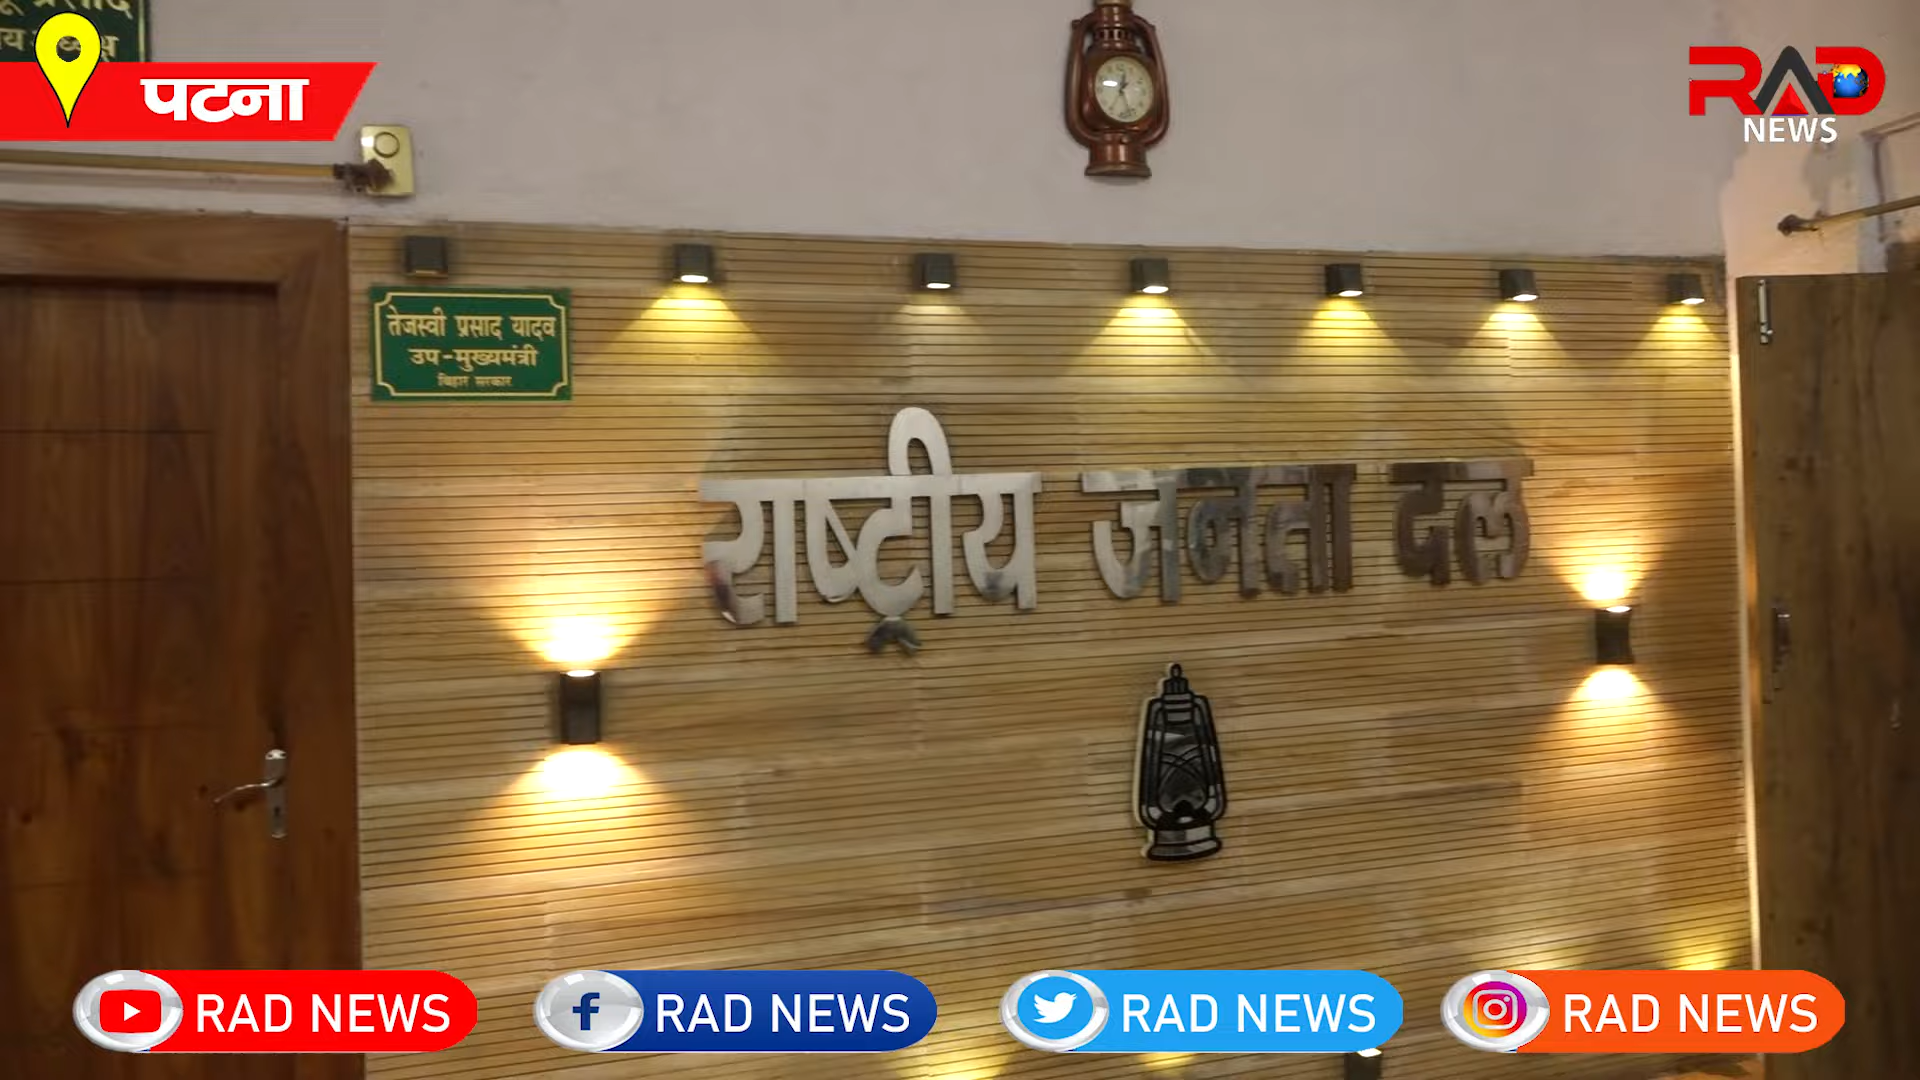 पटना
RAD
NEWS
तेजस्वी प्रसाद यादव
उप-मुख्यमंत्री
बिहार सरकार
राष्ट्रीय जनता दल
RAD NEWS
RAD NEWS
RAD NEWS
RAD NEWS